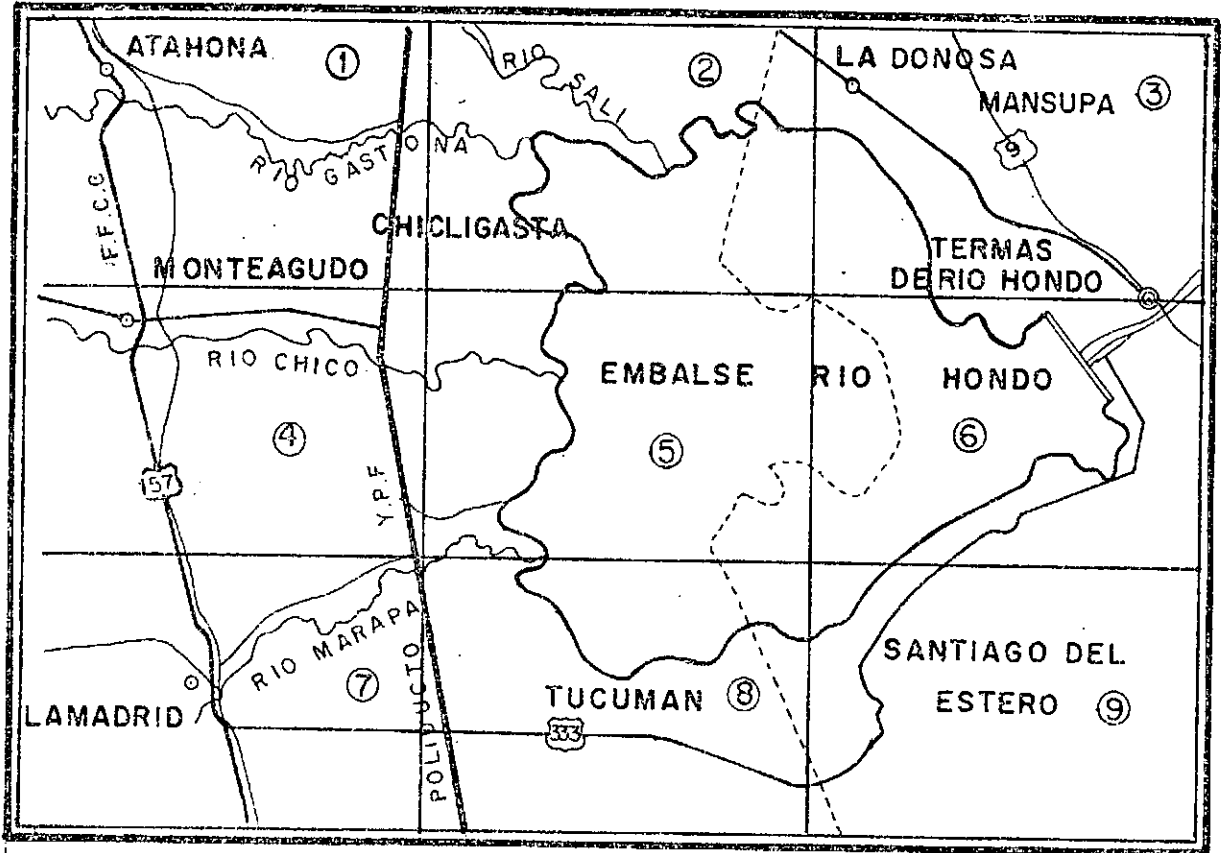 ATAHONA
①
RIO SALI
②
LA DONOSA
MANSUPA
③
9
RIO GASTONA
F.F.C.C
CHICLIGASTA
MONTEAGUDO
TERMAS
DE RIO HONDO
RIO CHICO
EMBALSE RIO HONDO
④
⑤
⑥
157
Y.P.F
RIO MARAPA
⑦
POLIDUCTO
LAMADRID
TUCUMAN
⑧
333
SANTIAGO DEL
ESTERO
⑨